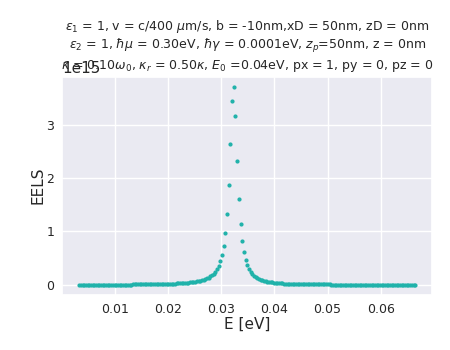 ε₁ = 1, v = c/400 μm/s, b = -10nm,xD = 50nm, zD = 0nm
ε₂ = 1, ℏμ = 0.30eV, ℏγ = 0.0001eV, z_p=50nm, z = 0nm
κ = 0.10ω₀, κ_r = 0.50κ, E₀ =0.04eV, px = 1, py = 0, pz = 0
1e15
3
2
1
0
EELS
0.01 0.02 0.03 0.04 0.05 0.06
E [eV]